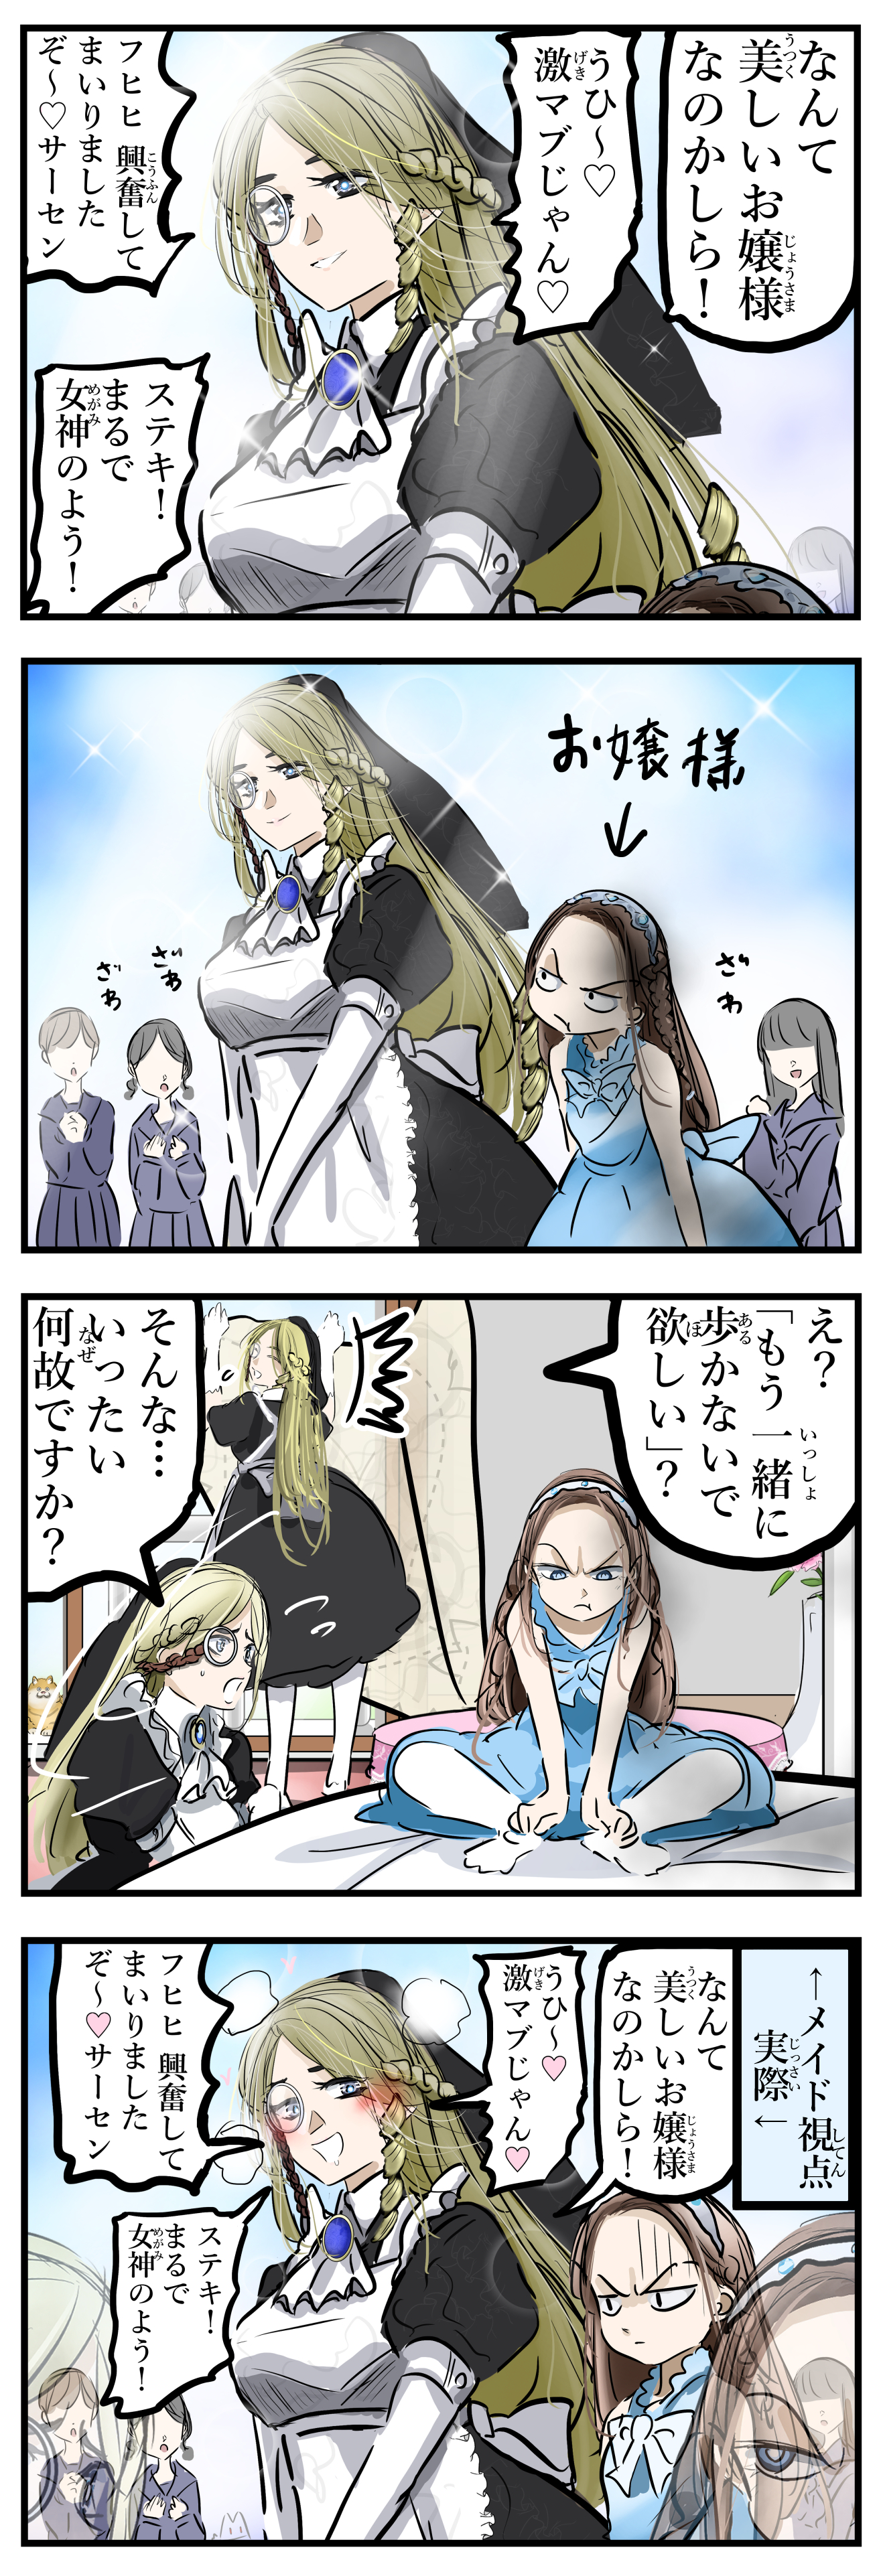 なんて
美しいお嬢様
なのかしら！
うひ～♡
激マブじゃん♡
フヒヒ 興奮して
まいりました
ぞ～♡サーセン
ステキ！
まるで
女神のよう！
お嬢様
↓
ざわ
ざわ
ざわ
え？
「もう一緒に
歩かないで
欲しい」？
そんな…
いったい
何故ですか？
↑メイド視点
実際↓
なんて
美しいお嬢様
なのかしら！
うひ～♥
激マブじゃん♥
フヒヒ 興奮して
まいりました
ぞ～♥サーセン
ステキ！
まるで
女神のよう！